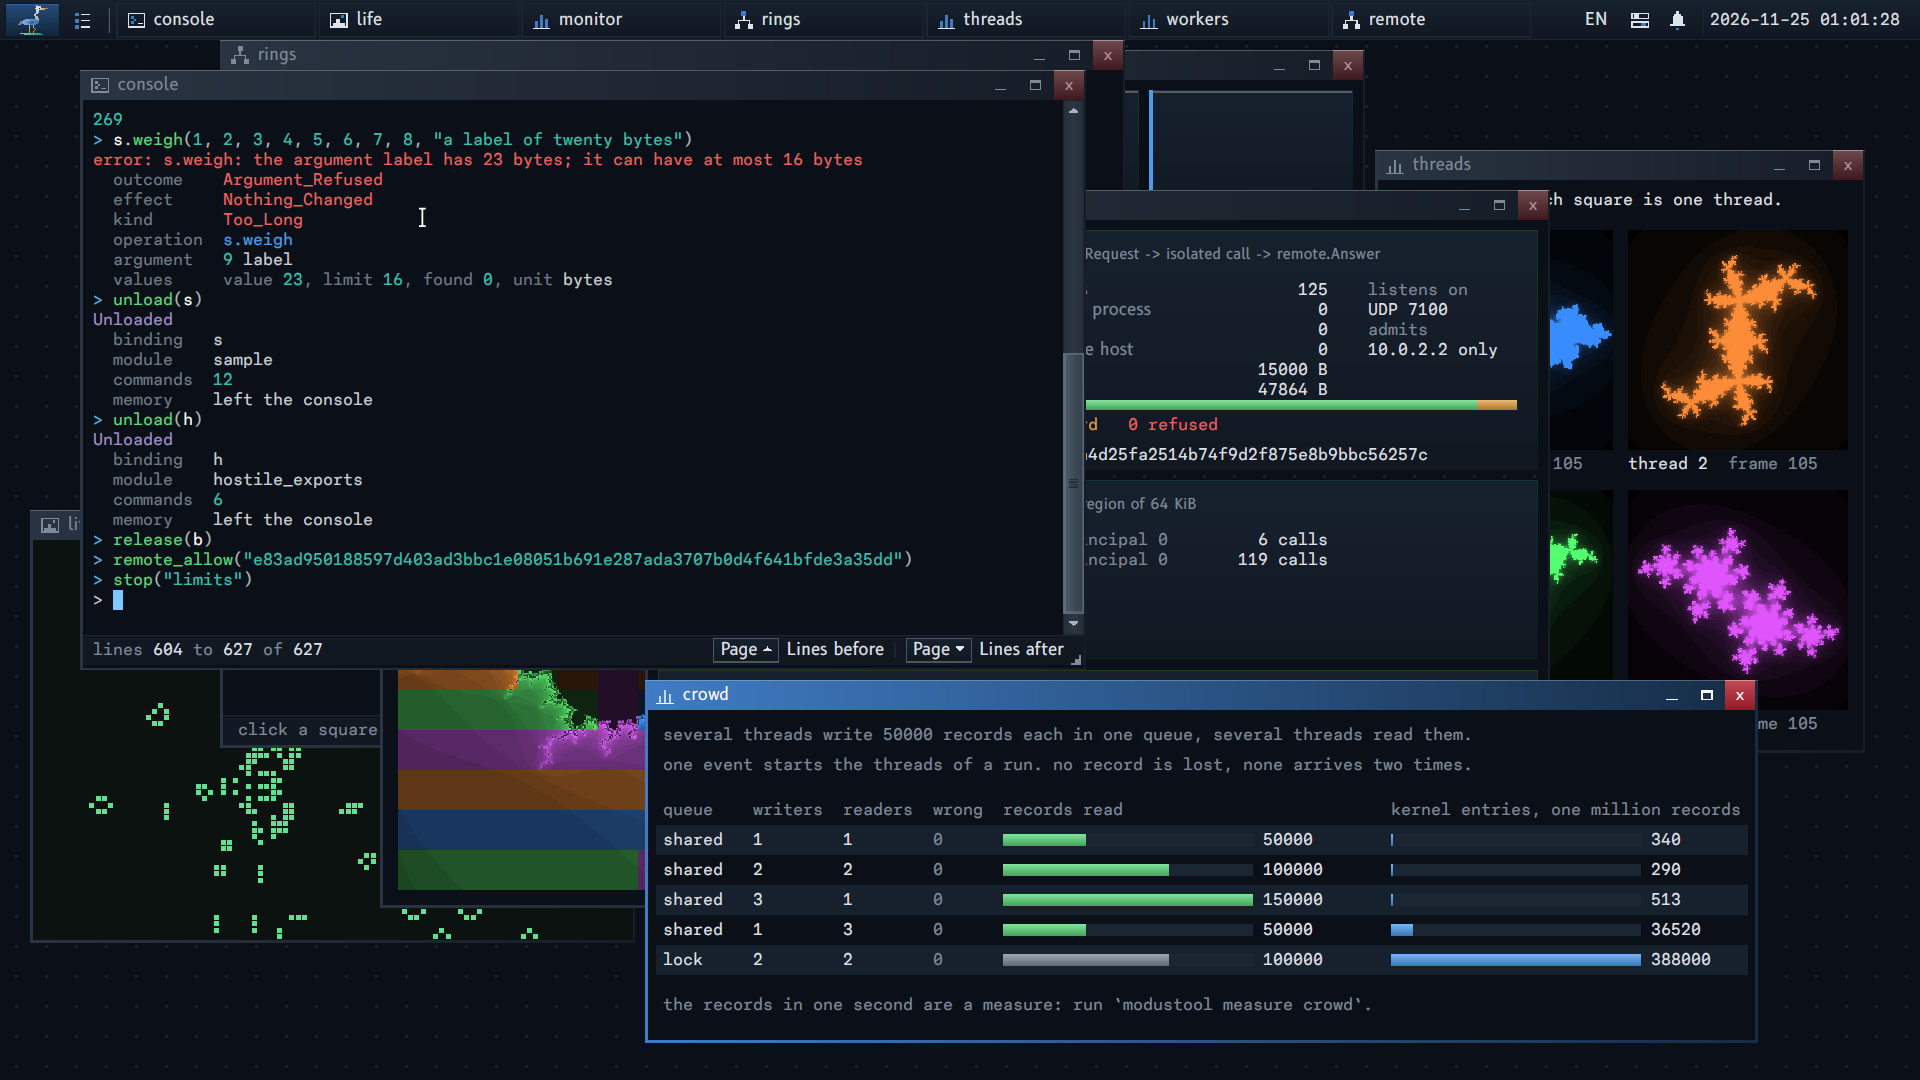 console
life
monitor
rings
threads
workers
remote
EN
2026-11-25 01:01:28
rings
console
269
> s.weigh(1, 2, 3, 4, 5, 6, 7, 8, "a label of twenty bytes")
error: s.weigh: the argument label has 23 bytes; it can have at most 16 bytes
outcome Argument_Refused
effect Nothing_Changed
kind Too_Long
operation s.weigh
argument 9 label
values value 23, limit 16, found 0, unit bytes
> unload(s)
Unloaded
binding s
module sample
commands 12
memory left the console
> unload(h)
Unloaded
binding h
module hostile_exports
commands 6
memory left the console
> release(b)
> remote_allow("e83ad950188597d403ad3bbc1e08051b691e287ada3707b0d4f641bfde3a35dd")
> stop("limits")
>
lines 604 to 627 of 627
Page Lines before
Page Lines after
threads
square is one thread.
105
thread 2 frame 105
105
Request -> isolated call -> remote.Answer
125 listens on
process 0 UDP 7100
0 admits
host 0 10.0.2.2 only
15000 B
47864 B
0 refused
4d25fa2514b74f9d2f875e8b9bbc56257c
of 64 KiB
0 6 calls
0 119 calls
click a square
crowd
several threads write 50000 records each in one queue, several threads read them.
one event starts the threads of a run. no record is lost, none arrives two times.
queue writers readers wrong records read kernel entries, one million records
shared 1 1 0 50000 340
shared 2 2 0 100000 290
shared 3 1 0 150000 513
shared 1 3 0 50000 36520
lock 2 2 0 100000 388000
the records in one second are a measure: run `modustool measure crowd`.